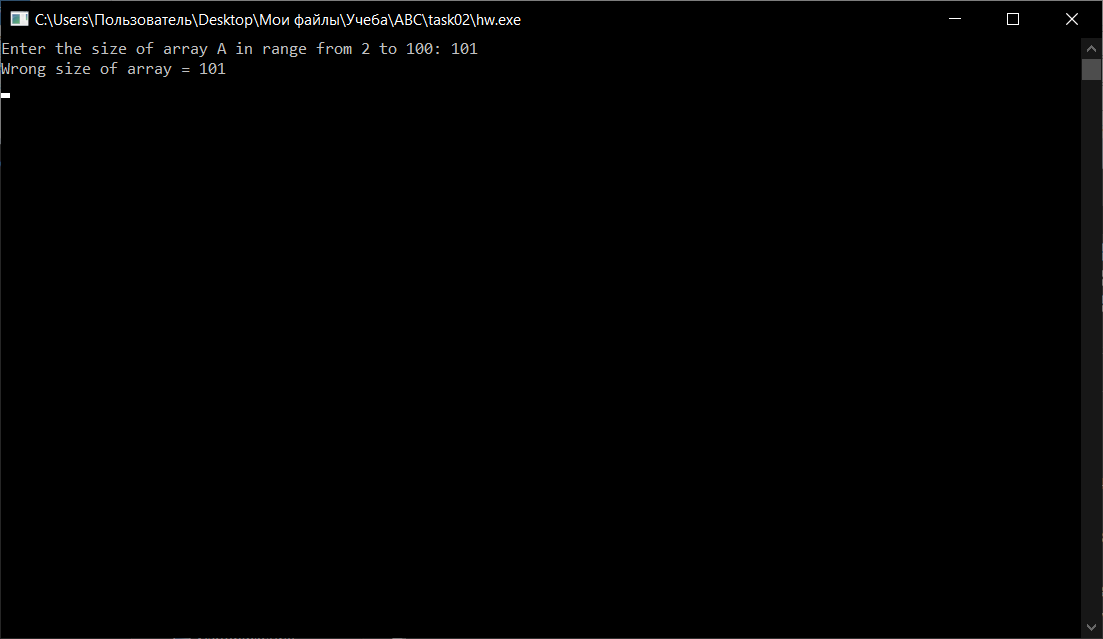 C:\Users\Пользователь\Desktop\Мои файлы\Учеба\ABC\task02\hw.exe
Enter the size of array A in range from 2 to 100: 101
Wrong size of array = 101